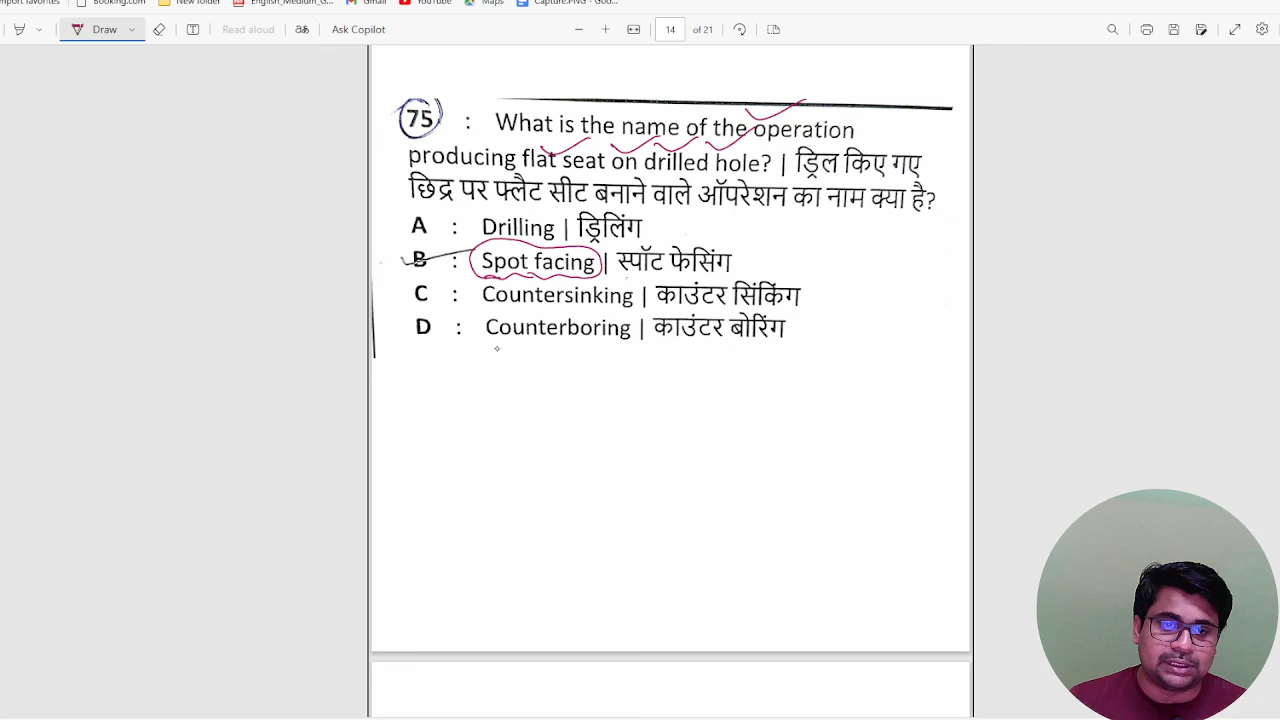 Booking.com New folder English_Medium_G... Gmail YouTube Maps Capture.PNG - Goo...
Draw Read aloud Ask Copilot 14 of 21
75 : What is the name of the operation
producing flat seat on drilled hole? | ड्रिल किए गए
छिद्र पर फ्लैट सीट बनाने वाले ऑपरेशन का नाम क्या है?
A : Drilling | ड्रिलिंग
B : Spot facing | स्पॉट फेसिंग
C : Countersinking | काउंटर सिंकिंग
D : Counterboring | काउंटर बोरिंग